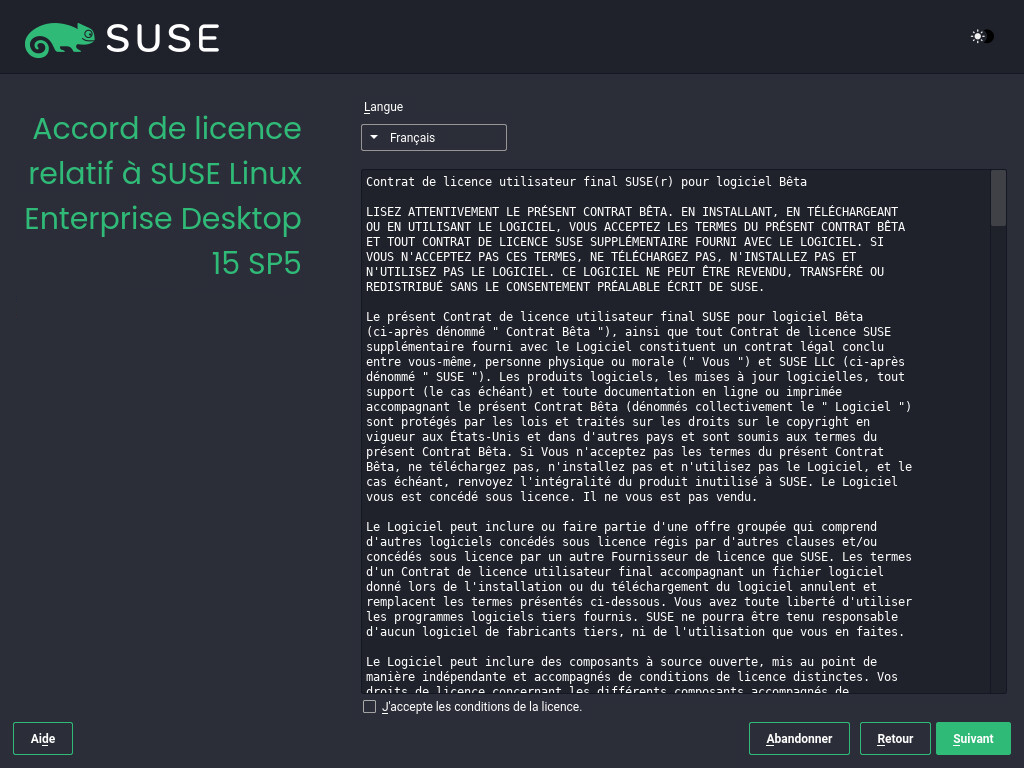 SUSE
Accord de licence
relatif à SUSE Linux
Enterprise Desktop
15 SP5
Langue
Français
Contrat de licence utilisateur final SUSE(r) pour logiciel Bêta
LISEZ ATTENTIVEMENT LE PRÉSENT CONTRAT BÊTA. EN INSTALLANT, EN TÉLÉCHARGEANT
OU EN UTILISANT LE LOGICIEL, VOUS ACCEPTEZ LES TERMES DU PRÉSENT CONTRAT BÊTA
ET TOUT CONTRAT DE LICENCE SUSE SUPPLÉMENTAIRE FOURNI AVEC LE LOGICIEL. SI
VOUS N'ACCEPTEZ PAS CES TERMES, NE TÉLÉCHARGEZ PAS, N'INSTALLEZ PAS ET
N'UTILISEZ PAS LE LOGICIEL. CE LOGICIEL NE PEUT ÊTRE REVENDU, TRANSFÉRÉ OU
REDISTRIBUÉ SANS LE CONSENTEMENT PRÉALABLE ÉCRIT DE SUSE.
Le présent Contrat de licence utilisateur final SUSE pour logiciel Bêta
(ci-après dénommé " Contrat Bêta "), ainsi que tout Contrat de licence SUSE
supplémentaire fourni avec le Logiciel constituent un contrat légal conclu
entre vous-même, personne physique ou morale (" Vous ") et SUSE LLC (ci-après
dénommé " SUSE "). Les produits logiciels, les mises à jour logicielles, tout
support (le cas échéant) et toute documentation en ligne ou imprimée
accompagnant le présent Contrat Bêta (dénommés collectivement le " Logiciel ")
sont protégés par les lois et traités sur les droits sur le copyright en
vigueur aux États-Unis et dans d'autres pays et sont soumis aux termes du
présent Contrat Bêta. Si Vous n'acceptez pas les termes du présent Contrat
Bêta, ne téléchargez pas, n'installez pas et n'utilisez pas le Logiciel, et le
cas échéant, renvoyez l'intégralité du produit inutilisé à SUSE. Le Logiciel
vous est concédé sous licence. Il ne vous est pas vendu.
Le Logiciel peut inclure ou faire partie d'une offre groupée qui comprend
d'autres logiciels concédés sous licence régis par d'autres clauses et/ou
concédés sous licence par un autre Fournisseur de licence que SUSE. Les termes
d'un Contrat de licence utilisateur final accompagnant un fichier logiciel
donné lors de l'installation ou du téléchargement du logiciel annulent et
remplacent les termes présentés ci-dessous. Vous avez toute liberté d'utiliser
les programmes logiciels tiers fournis. SUSE ne pourra être tenu responsable
d'aucun logiciel de fabricants tiers, ni de l'utilisation que vous en faites.
Le Logiciel peut inclure des composants à source ouverte, mis au point de
manière indépendante et accompagnés de conditions de licence distinctes. Vos
droits de licence concernant les différents composants accompagnés de
J'accepte les conditions de la licence.
Aide
Abandonner
Retour
Suivant